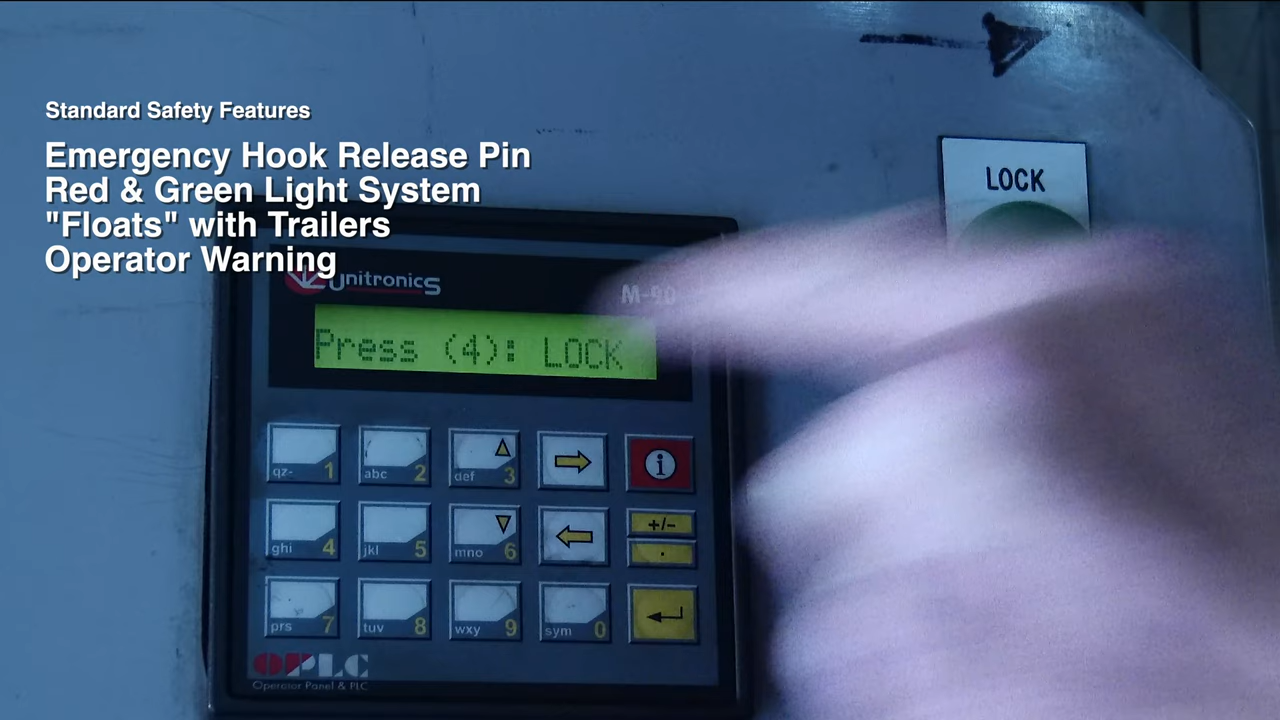 Standard Safety Features
Emergency Hook Release Pin
Red & Green Light System
"Floats" with Trailers
Operator Warning
LOCK
UnitronicS
M-90
Press (4): LOCK
qz- 1
abc 2
def 3
i
ghi 4
jkl 5
mno 6
+/-
.
prs 7
tuv 8
wxy 9
sym 0
OPLC
Operator Panel & PLC